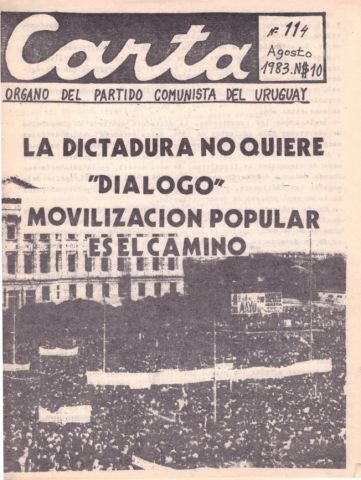 Carta
Nº 114
Agosto
1983. N$10
ORGANO DEL PARTIDO COMUNISTA DEL URUGUAY
LA DICTADURA NO QUIERE
"DIALOGO"
MOVILIZACION POPULAR
ES EL CAMINO